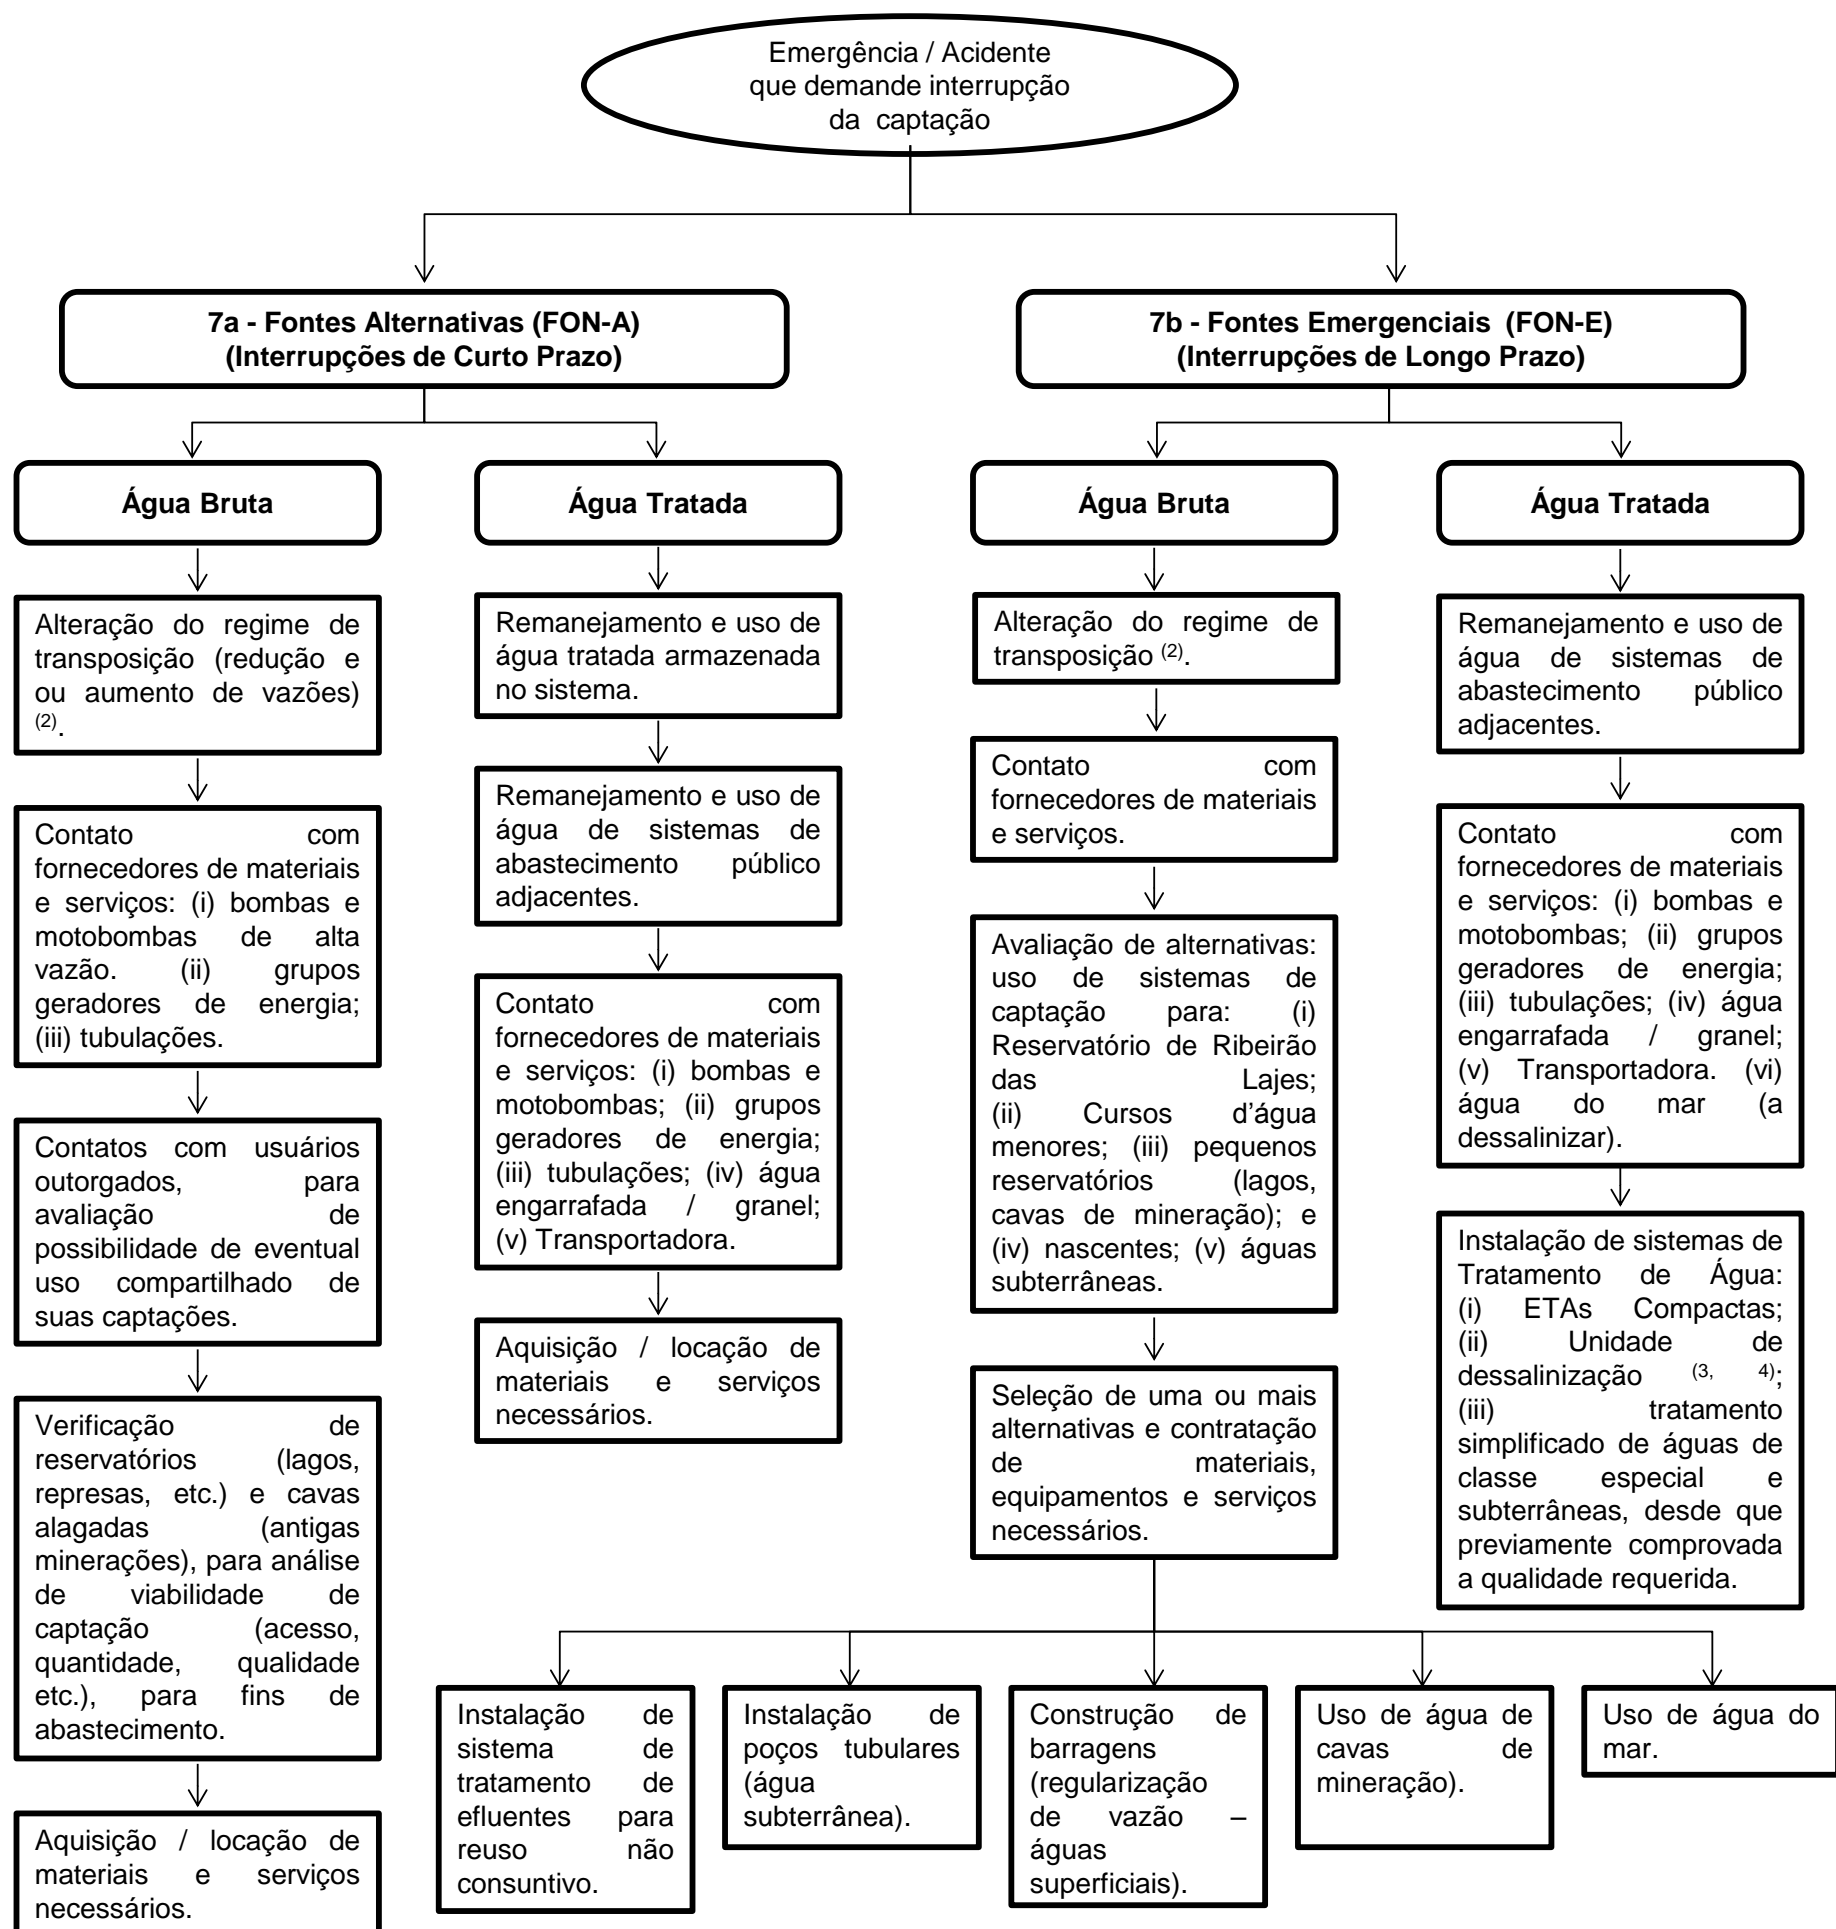 Emergência / Acidente
que demande interrupção
da captação
7a - Fontes Alternativas (FON-A)
(Interrupções de Curto Prazo)
7b - Fontes Emergenciais (FON-E)
(Interrupções de Longo Prazo)
Água Bruta
Água Tratada
Água Bruta
Água Tratada
Alteração do regime de
transposição (redução e
ou aumento de vazões)
(2).
Contato com
fornecedores de materiais
e serviços: (i) bombas e
motobombas de alta
vazão. (ii) grupos
geradores de energia;
(iii) tubulações.
Contatos com usuários
outorgados, para
avaliação de
possibilidade de eventual
uso compartilhado de
suas captações.
Verificação de
reservatórios (lagos,
represas, etc.) e cavas
alagadas (antigas
minerações), para análise
de viabilidade de
captação (acesso,
quantidade, qualidade
etc.), para fins de
abastecimento.
Aquisição / locação de
materiais e serviços
necessários.
Remanejamento e uso de
água tratada armazenada
no sistema.
Remanejamento e uso de
água de sistemas de
abastecimento público
adjacentes.
Contato com
fornecedores de materiais
e serviços: (i) bombas e
motobombas; (ii) grupos
geradores de energia;
(iii) tubulações; (iv) água
engarrafada / granel;
(v) Transportadora.
Aquisição / locação de
materiais e serviços
necessários.
Alteração do regime de
transposição (2).
Contato com
fornecedores de materiais
e serviços.
Avaliação de alternativas:
uso de sistemas de
captação para: (i)
Reservatório de Ribeirão
das Lajes;
(ii) Cursos d’água
menores; (iii) pequenos
reservatórios (lagos,
cavas de mineração); e
(iv) nascentes; (v) águas
subterrâneas.
Seleção de uma ou mais
alternativas e contratação
de materiais,
equipamentos e serviços
necessários.
Remanejamento e uso de
água de sistemas de
abastecimento público
adjacentes.
Contato com
fornecedores de materiais
e serviços: (i) bombas e
motobombas; (ii) grupos
geradores de energia;
(iii) tubulações; (iv) água
engarrafada / granel;
(v) Transportadora. (vi)
água do mar (a
dessalinizar).
Instalação de sistemas de
Tratamento de Água:
(i) ETAs Compactas;
(ii) Unidade de
dessalinização (3, 4);
(iii) tratamento
simplificado de águas de
classe especial e
subterrâneas, desde que
previamente comprovada
a qualidade requerida.
Instalação de
sistema de
tratamento de
efluentes para
reuso não
consuntivo.
Instalação de
poços tubulares
(água
subterrânea).
Construção de
barragens
(regularização
de vazão –
águas
superficiais).
Uso de água de
cavas de
mineração).
Uso de água do
mar.